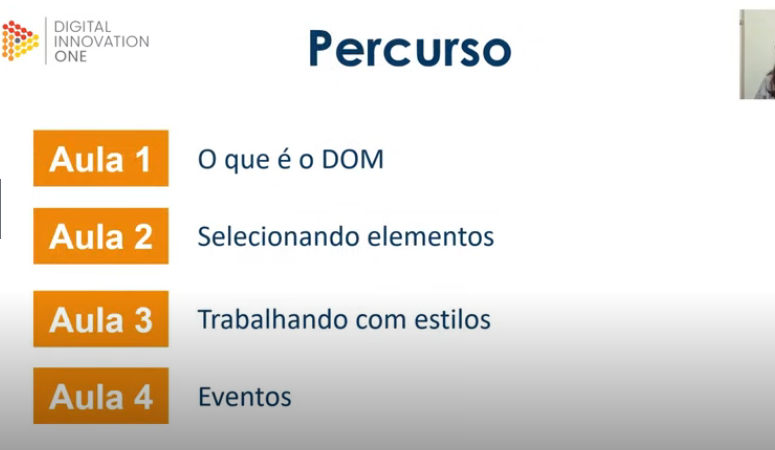 DIGITAL
INNOVATION
ONE
Percurso
Aula 1 O que é o DOM
Aula 2 Selecionando elementos
Aula 3 Trabalhando com estilos
Aula 4 Eventos